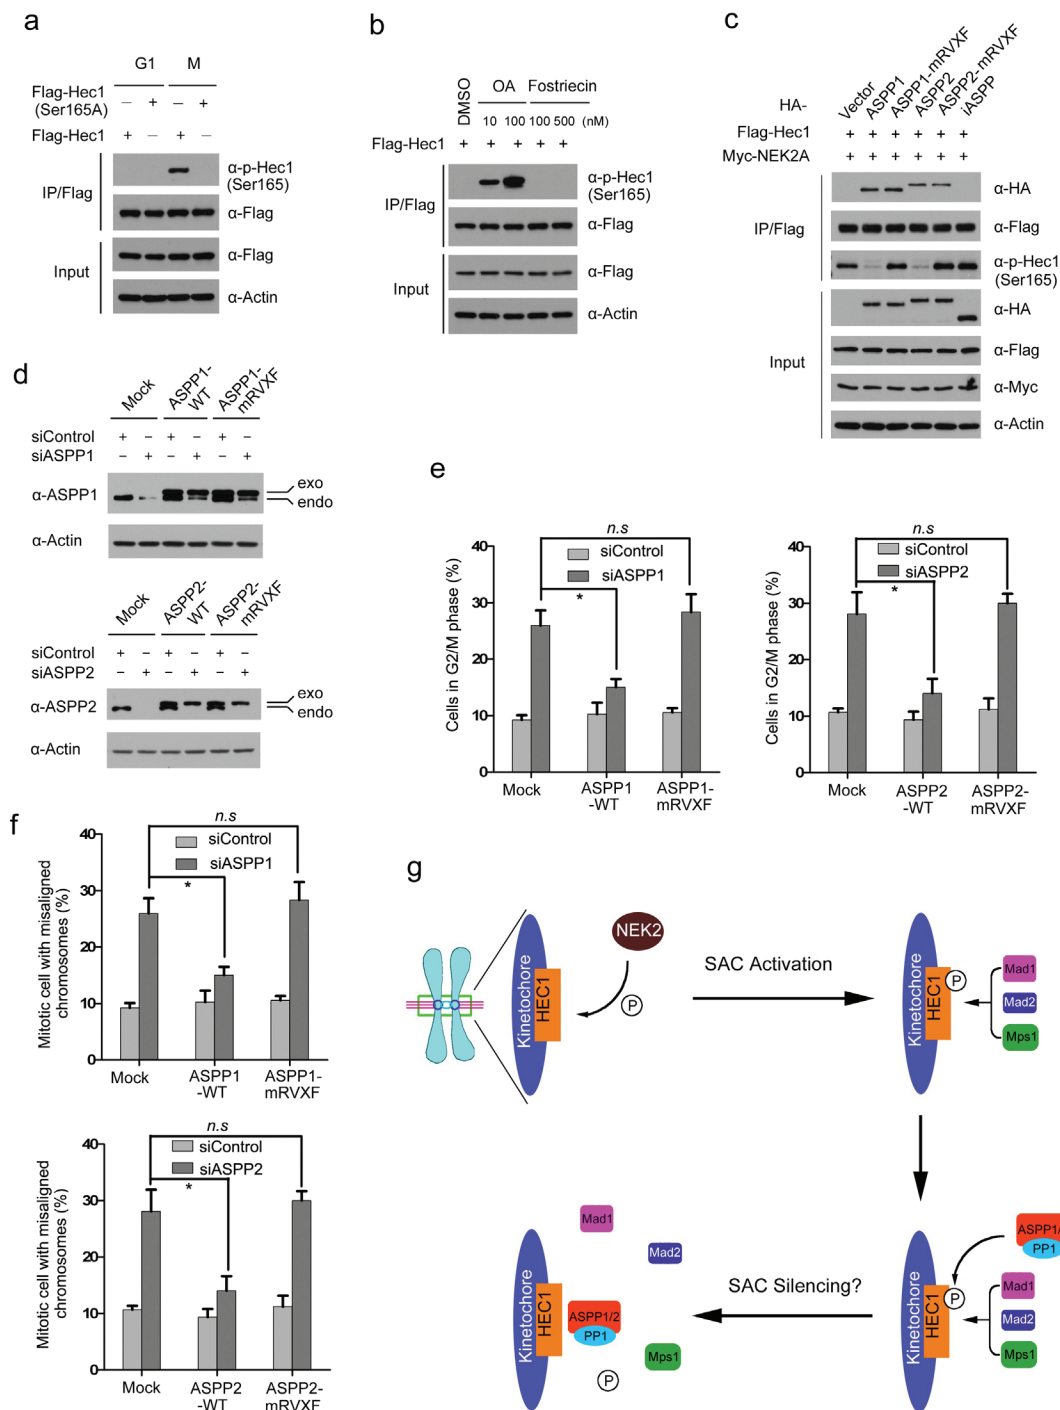 a
G1 M
Flag-Hec1 (Ser165A) – + – +
Flag-Hec1 + – + –
IP/Flag
α-p-Hec1 (Ser165)
α-Flag
Input
α-Flag
α-Actin
b
DMSO OA Fostriecin
10 100 100 500 (nM)
Flag-Hec1 + + + + +
IP/Flag
α-p-Hec1 (Ser165)
α-Flag
Input
α-Flag
α-Actin
c
HA- Vector ASPP1 ASPP1-mRVXF ASPP2 ASPP2-mRVXF iASPP
Flag-Hec1 + + + + + +
Myc-NEK2A + + + + + +
IP/Flag
α-HA
α-Flag
α-p-Hec1 (Ser165)
Input
α-HA
α-Flag
α-Myc
α-Actin
d
Mock ASPP1-WT ASPP1-mRVXF
siControl + – + – + –
siASPP1 – + – + – +
α-ASPP1 exo
endo
α-Actin
Mock ASPP2-WT ASPP2-mRVXF
siControl + – + – + –
siASPP2 – + – + – +
α-ASPP2 exo
endo
α-Actin
e
Cells in G2/M phase (%)
40
30
20
10
0
n.s
siControl
siASPP1
*
Mock ASPP1-WT ASPP1-mRVXF
Cells in G2/M phase (%)
40
30
20
10
0
n.s
siControl
siASPP2
*
Mock ASPP2-WT ASPP2-mRVXF
f
Mitotic cell with misaligned chromosomes (%)
40
30
20
10
0
n.s
siControl
siASPP1
*
Mock ASPP1-WT ASPP1-mRVXF
Mitotic cell with misaligned chromosomes (%)
40
30
20
10
0
n.s
siControl
siASPP2
*
Mock ASPP2-WT ASPP2-mRVXF
g
Kinetochore
HEC1
NEK2
P
SAC Activation
Kinetochore
HEC1
P
Mad1
Mad2
Mps1
Kinetochore
HEC1
P
ASPP1/
PP1
Mad1
Mad2
Mps1
SAC Silencing?
Kinetochore
HEC1
ASPP1/2
PP1
P
Mad1
Mad2
Mps1